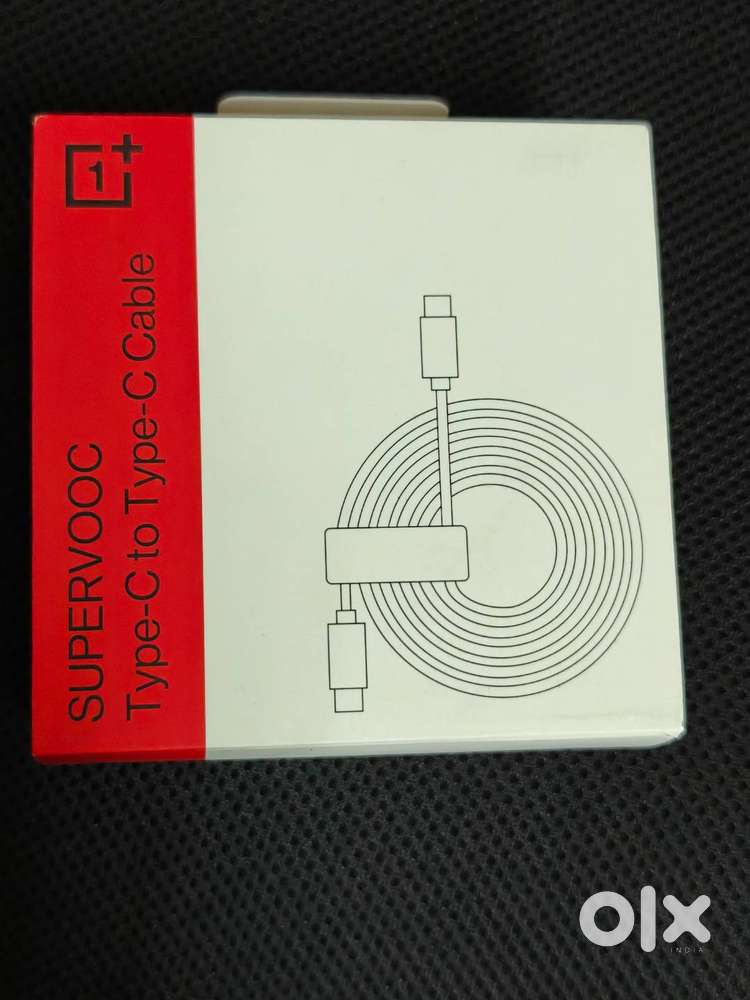 SUPERVOOC
Type-C to Type-C Cable
1+
olx
INDIA